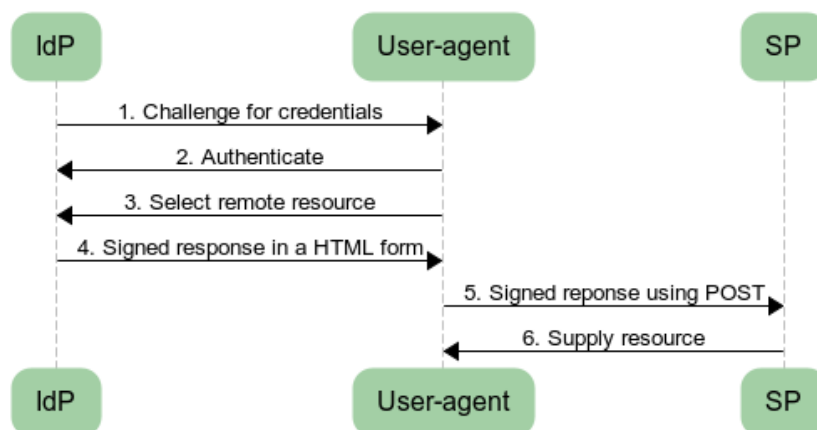 IdP
User-agent
SP
1. Challenge for credentials
2. Authenticate
3. Select remote resource
4. Signed response in a HTML form
5. Signed reponse using POST
6. Supply resource
IdP
User-agent
SP